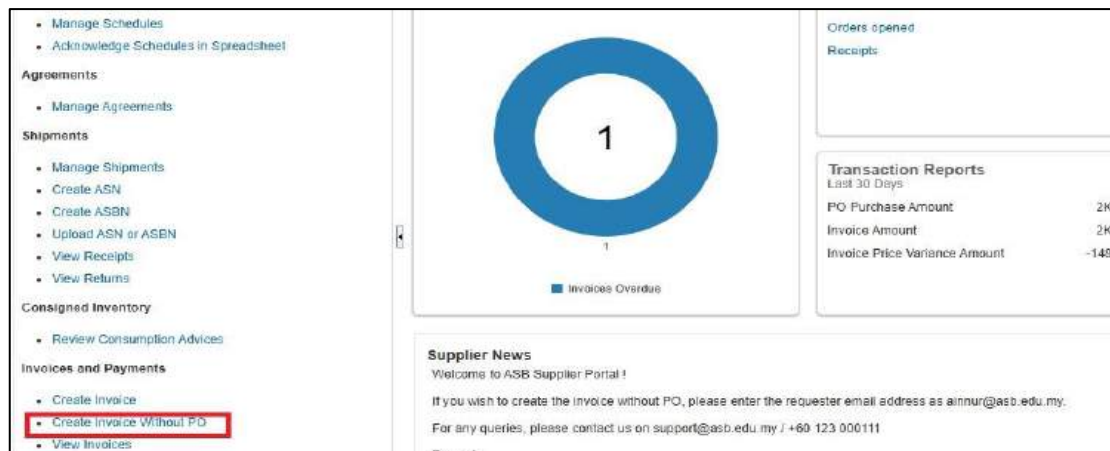 Manage Schedules
Acknowledge Schedules in Spreadsheet
Agreements
Manage Agreements
Shipments
Manage Shipments
Create ASN
Create ASBN
Upload ASN or ASBN
View Receipts
View Returns
Consigned Inventory
Review Consumption Advices
Invoices and Payments
Create Invoice
Create Invoice Without PO
View Invoices
1
1
Invoices Overdue
Orders opened
Receipts
Transaction Reports
Last 30 Days
PO Purchase Amount 2K
Invoice Amount 2K
Invoice Price Variance Amount -149
Supplier News
Welcome to ASB Supplier Portal !
If you wish to create the invoice without PO, please enter the requester email address as ainnur@asb.edu.my.
For any queries, please contact us on support@asb.edu.my / +60 123 000111